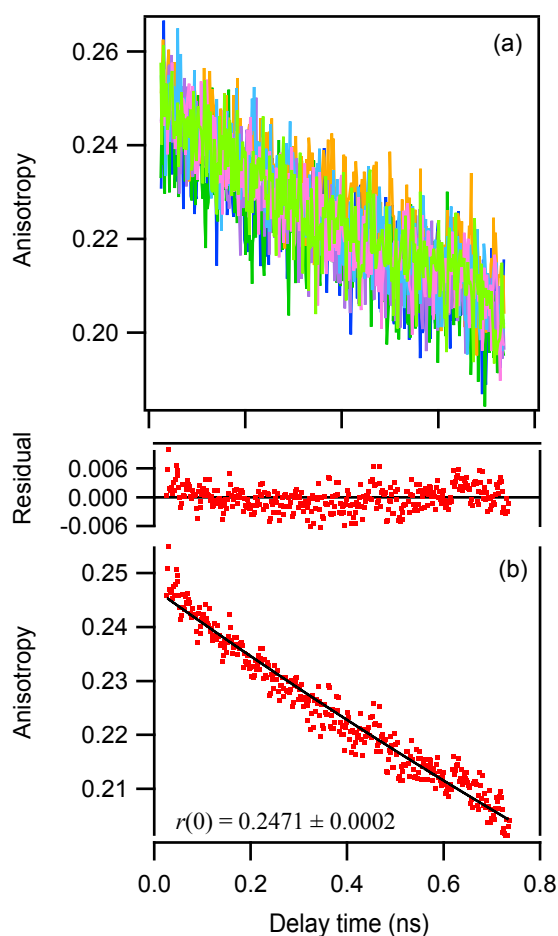 (a)
0.26
0.24
0.22
0.20
Anisotropy
0.006
0.000
-0.006
Residual
(b)
0.25
0.24
0.23
0.22
0.21
Anisotropy
r(0) = 0.2471 ± 0.0002
0.0 0.2 0.4 0.6 0.8
Delay time (ns)